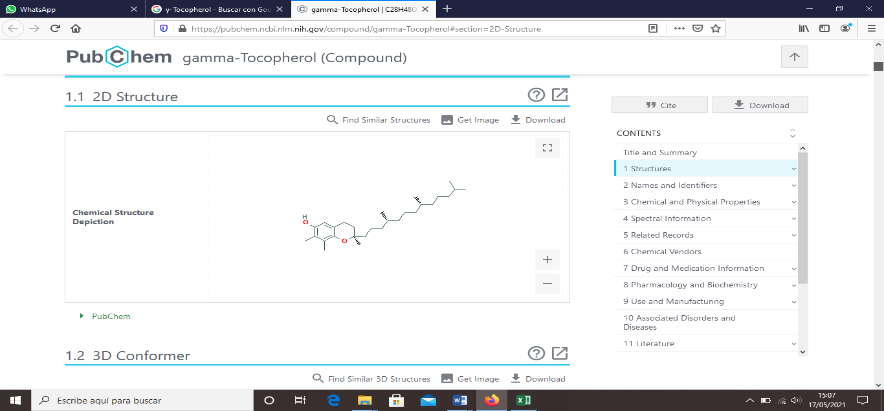 WhatsApp
γ-Tocopherol - Buscar con Goo
gamma-Tocopherol | C28H48O
https://pubchem.ncbi.nlm.nih.gov/compound/gamma-Tocopherol#section=2D-Structure
PubChem gamma-Tocopherol (Compound)
1.1 2D Structure
Find Similar Structures Get Image Download
Chemical Structure
Depiction
H
O
O
PubChem
1.2 3D Conformer
Find Similar 3D Structures Get Image Download
Cite Download
CONTENTS
Title and Summary
1 Structures
2 Names and Identifiers
3 Chemical and Physical Properties
4 Spectral Information
5 Related Records
6 Chemical Vendors
7 Drug and Medication Information
8 Pharmacology and Biochemistry
9 Use and Manufacturing
10 Associated Disorders and
Diseases
11 Literature
Escribe aquí para buscar
15:07
17/05/2021